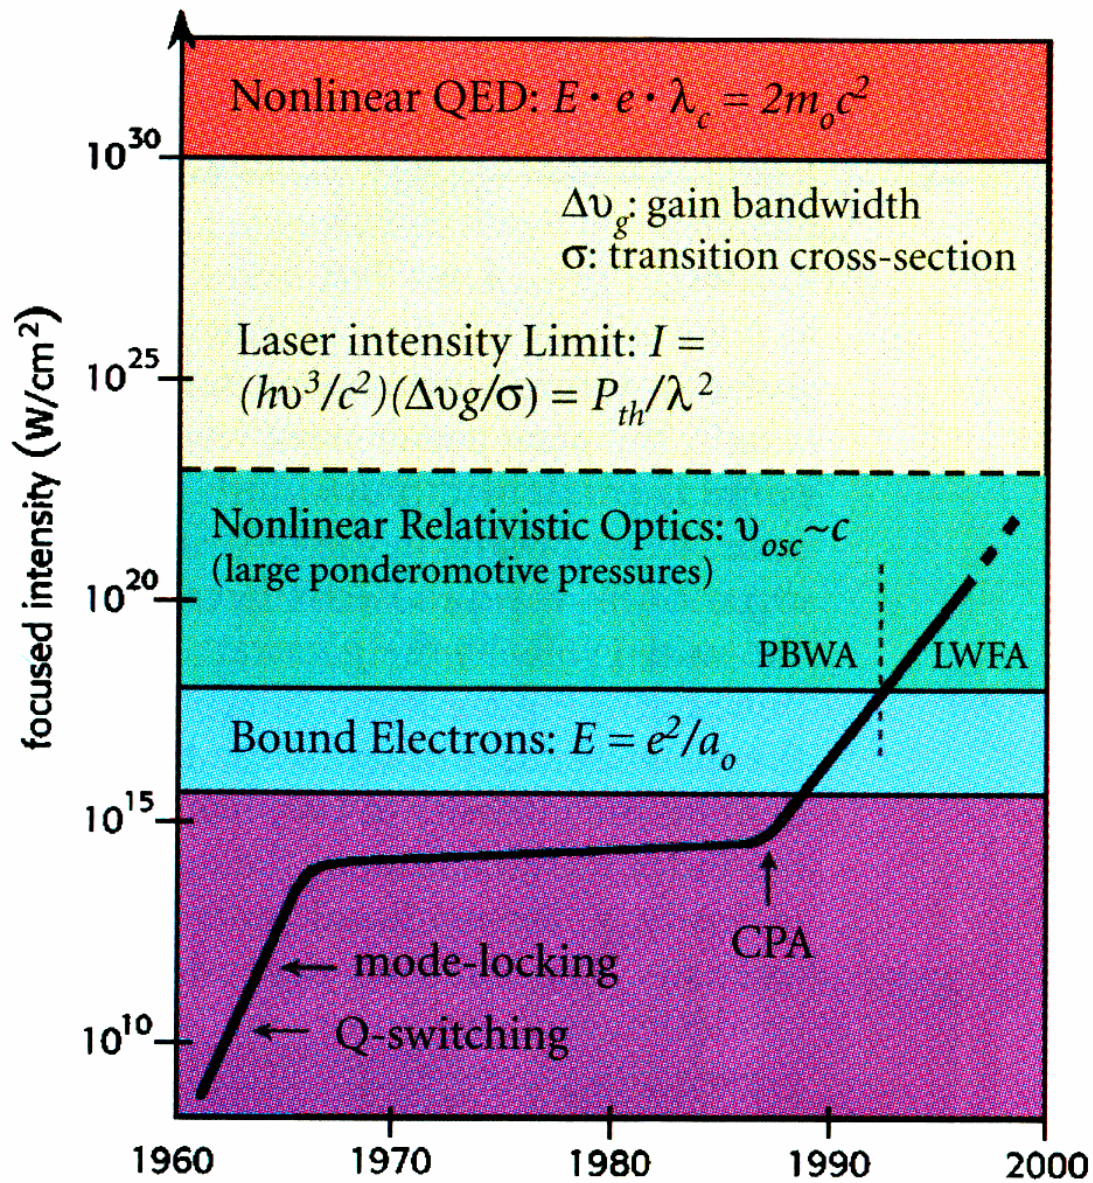 Nonlinear QED: E · e · λc = 2moc²
10³⁰
Δυg: gain bandwidth
σ: transition cross-section
Laser intensity Limit: I =
(hυ³/c²)(Δυg/σ) = Pth/λ²
10²⁵
focused intensity (W/cm²)
Nonlinear Relativistic Optics: υosc~c
(large ponderomotive pressures)
10²⁰
PBWA
LWFA
Bound Electrons: E = e²/ao
10¹⁵
CPA
mode-locking
Q-switching
10¹⁰
1960
1970
1980
1990
2000